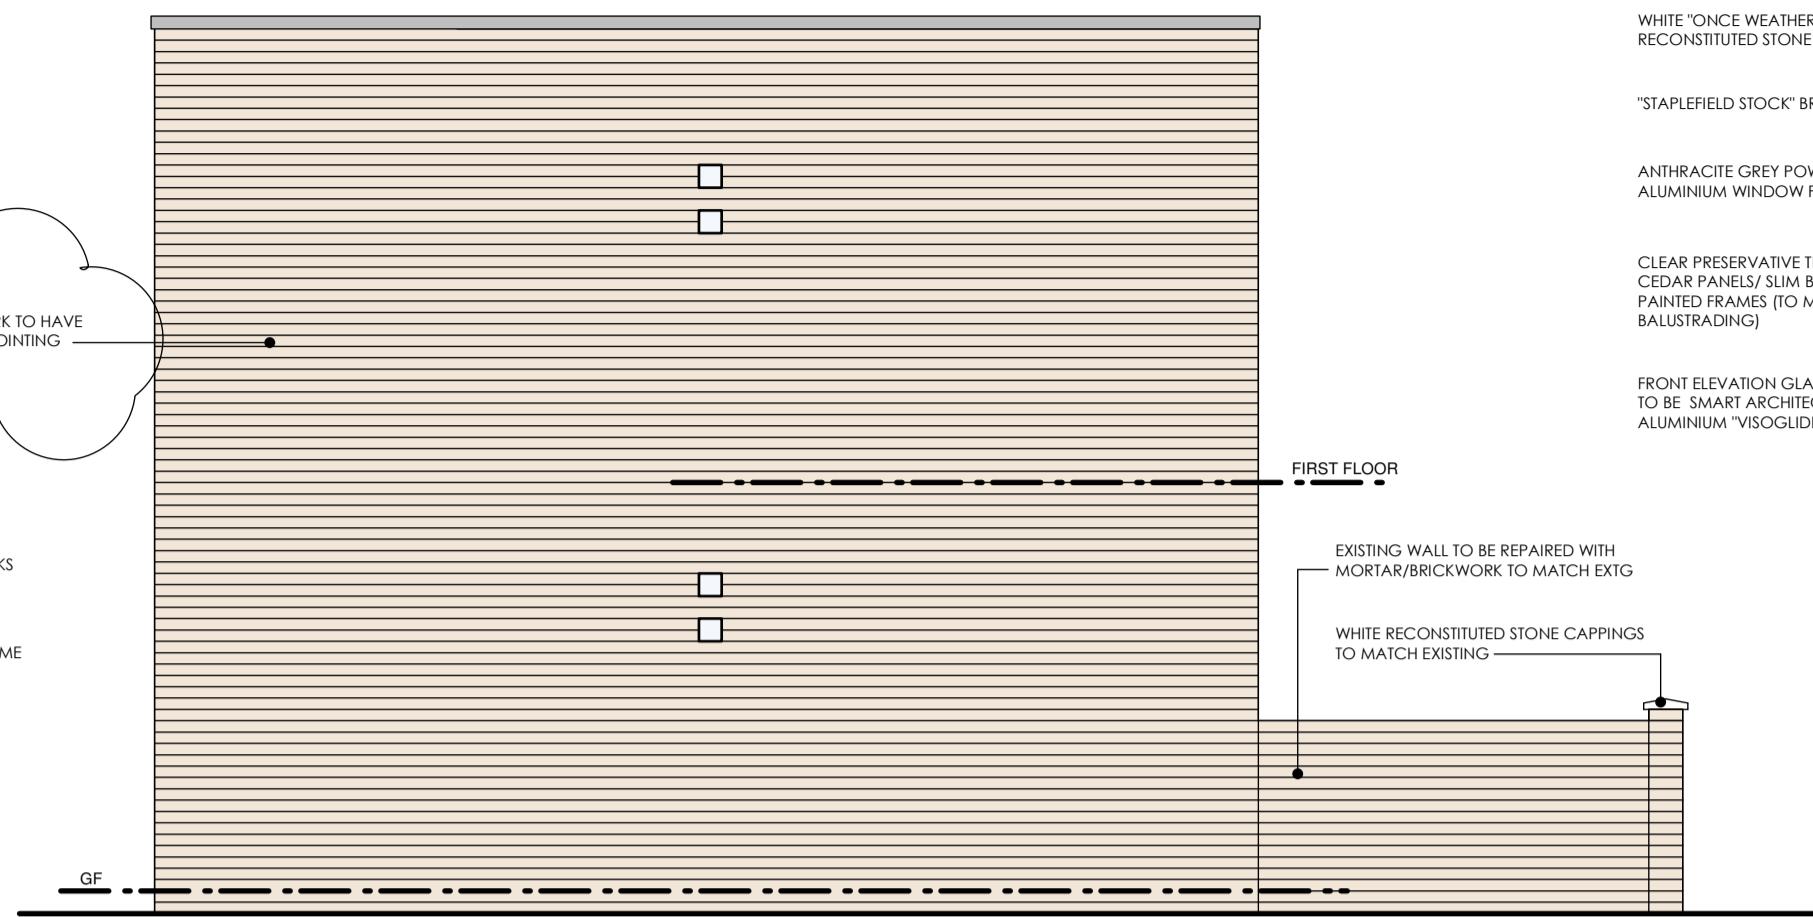 WHITE "ONCE WEATHER
RECONSTITUTED STONE
"STAPLEFIELD STOCK" BR
ANTHRACITE GREY POW
ALUMINIUM WINDOW F
CLEAR PRESERVATIVE T
CEDAR PANELS/ SLIM B
PAINTED FRAMES (TO M
BALUSTRADING)
FRONT ELEVATION GLA
TO BE SMART ARCHITE
ALUMINIUM "VISOGLID
K TO HAVE
OINTING
KS
ME
FIRST FLOOR
EXISTING WALL TO BE REPAIRED WITH
MORTAR/BRICKWORK TO MATCH EXTG
WHITE RECONSTITUTED STONE CAPPINGS
TO MATCH EXISTING
GF